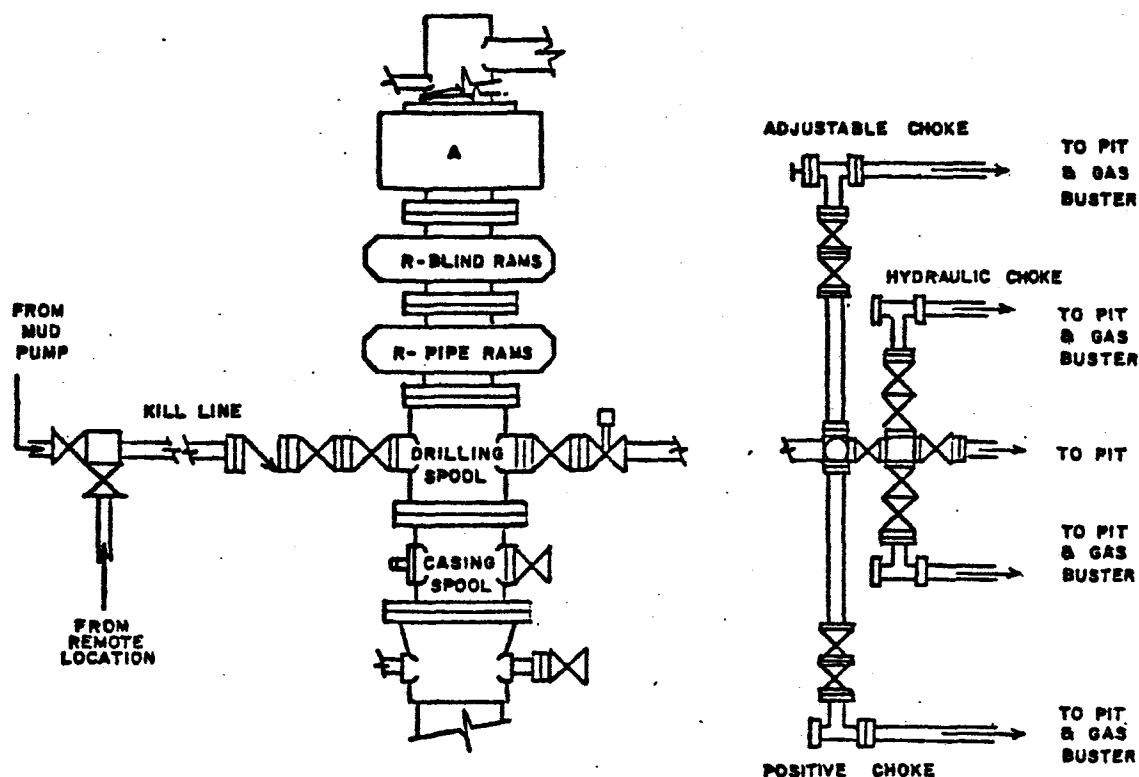 A
R-BLIND RAMS
R- PIPE RAMS
FROM
MUD
PUMP
KILL LINE
DRILLING
SPOOL
CASING
SPOOL
FROM
REMOTE
LOCATION
ADJUSTABLE CHOKE
TO PIT
& GAS
BUSTER
HYDRAULIC CHOKE
TO PIT
& GAS
BUSTER
TO PIT
TO PIT
& GAS
BUSTER
TO PIT
& GAS
BUSTER
POSITIVE CHOKE